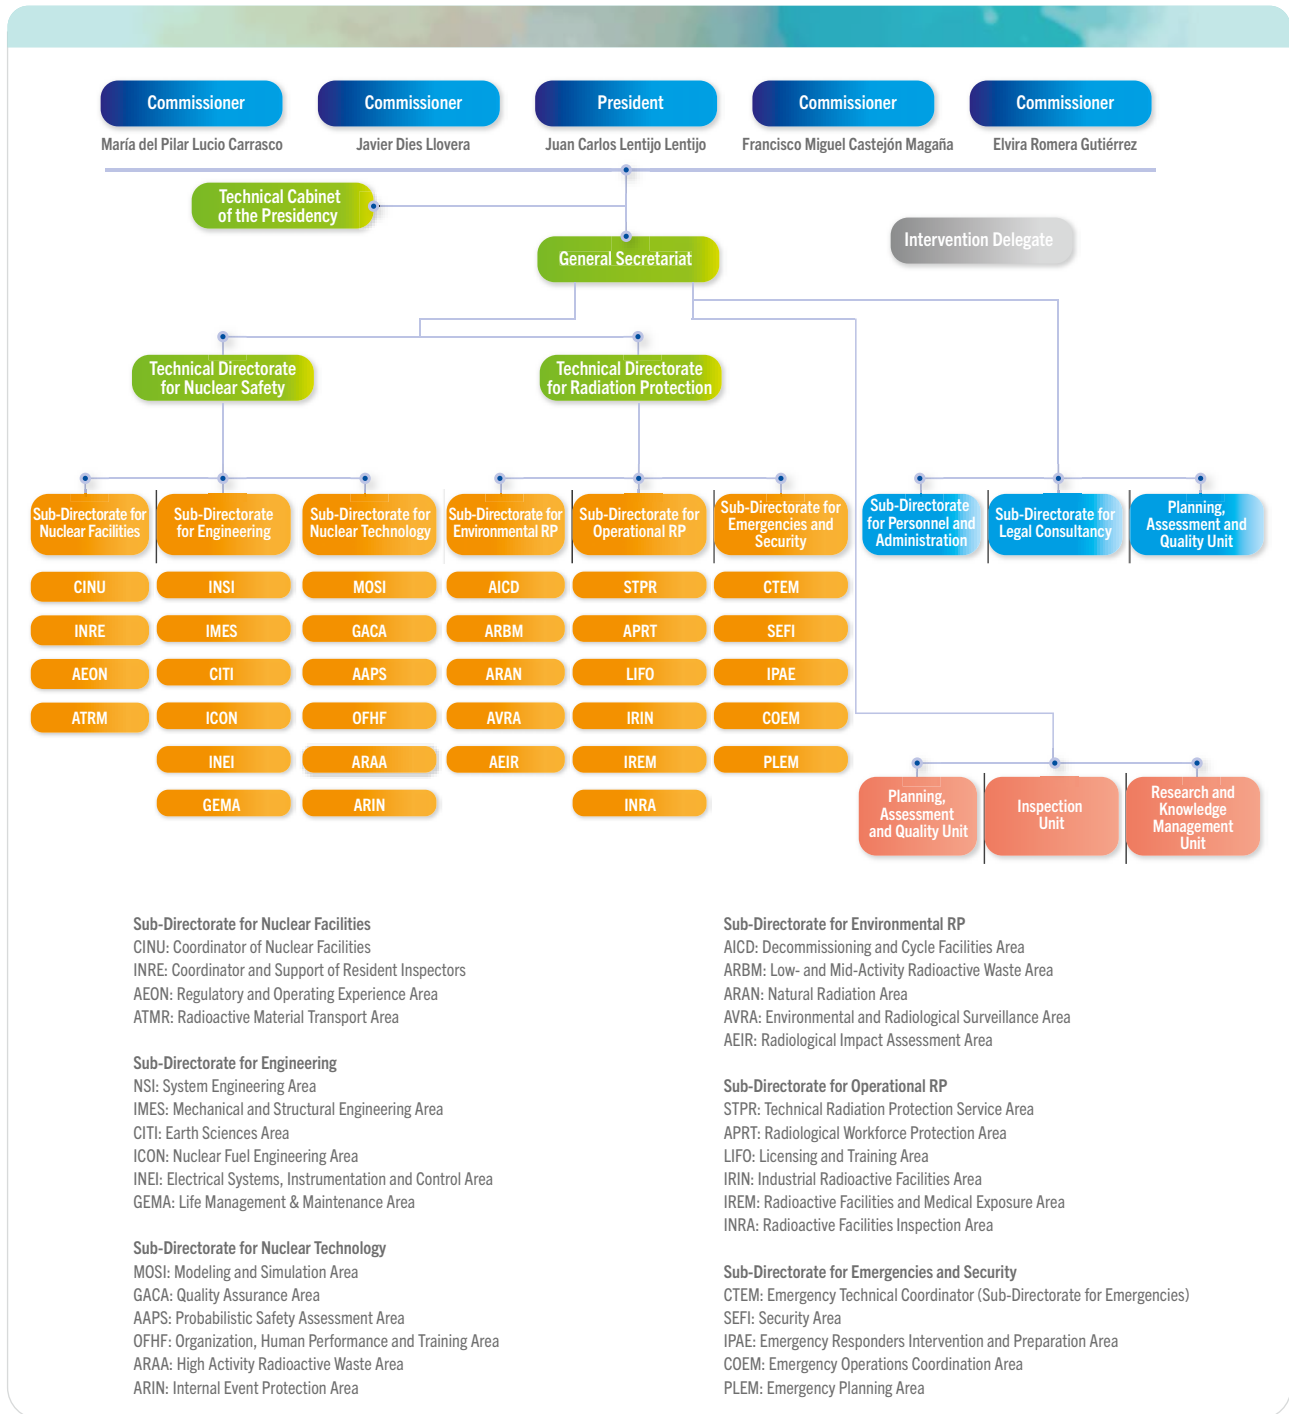 Commissioner
Commissioner
President
Commissioner
Commissioner
María del Pilar Lucio Carrasco
Javier Dies Llovera
Juan Carlos Lentijo Lentijo
Francisco Miguel Castejón Magaña
Elvira Romera Gutiérrez
Technical Cabinet
of the Presidency
Intervention Delegate
General Secretariat
Technical Directorate
for Nuclear Safety
Technical Directorate
for Radiation Protection
Sub-Directorate for
Nuclear Facilities
Sub-Directorate
for Engineering
Sub-Directorate for
Nuclear Technology
Sub-Directorate for
Environmental RP
Sub-Directorate for
Operational RP
Sub-Directorate for
Emergencies and
Security
Sub-Directorate
for Personnel and
Administration
Sub-Directorate for
Legal Consultancy
Planning,
Assessment and
Quality Unit
CINU
INSI
MOSI
AICD
STPR
CTEM
INRE
IMES
GACA
ARBM
APRT
SEFI
AEON
CITI
AAPS
ARAN
LIFO
IPAE
ATRM
ICON
OFHF
AVRA
IRIN
COEM
INEI
ARAA
AEIR
IREM
PLEM
GEMA
ARIN
INRA
Planning,
Assessment
and Quality Unit
Inspection
Unit
Research and
Knowledge
Management
Unit
Sub-Directorate for Nuclear Facilities
CINU: Coordinator of Nuclear Facilities
INRE: Coordinator and Support of Resident Inspectors
AEON: Regulatory and Operating Experience Area
ATMR: Radioactive Material Transport Area
Sub-Directorate for Engineering
NSI: System Engineering Area
IMES: Mechanical and Structural Engineering Area
CITI: Earth Sciences Area
ICON: Nuclear Fuel Engineering Area
INEI: Electrical Systems, Instrumentation and Control Area
GEMA: Life Management & Maintenance Area
Sub-Directorate for Nuclear Technology
MOSI: Modeling and Simulation Area
GACA: Quality Assurance Area
AAPS: Probabilistic Safety Assessment Area
OFHF: Organization, Human Performance and Training Area
ARAA: High Activity Radioactive Waste Area
ARIN: Internal Event Protection Area
Sub-Directorate for Environmental RP
AICD: Decommissioning and Cycle Facilities Area
ARBM: Low- and Mid-Activity Radioactive Waste Area
ARAN: Natural Radiation Area
AVRA: Environmental and Radiological Surveillance Area
AEIR: Radiological Impact Assessment Area
Sub-Directorate for Operational RP
STPR: Technical Radiation Protection Service Area
APRT: Radiological Workforce Protection Area
LIFO: Licensing and Training Area
IRIN: Industrial Radioactive Facilities Area
IREM: Radioactive Facilities and Medical Exposure Area
INRA: Radioactive Facilities Inspection Area
Sub-Directorate for Emergencies and Security
CTEM: Emergency Technical Coordinator (Sub-Directorate for Emergencies)
SEFI: Security Area
IPAE: Emergency Responders Intervention and Preparation Area
COEM: Emergency Operations Coordination Area
PLEM: Emergency Planning Area